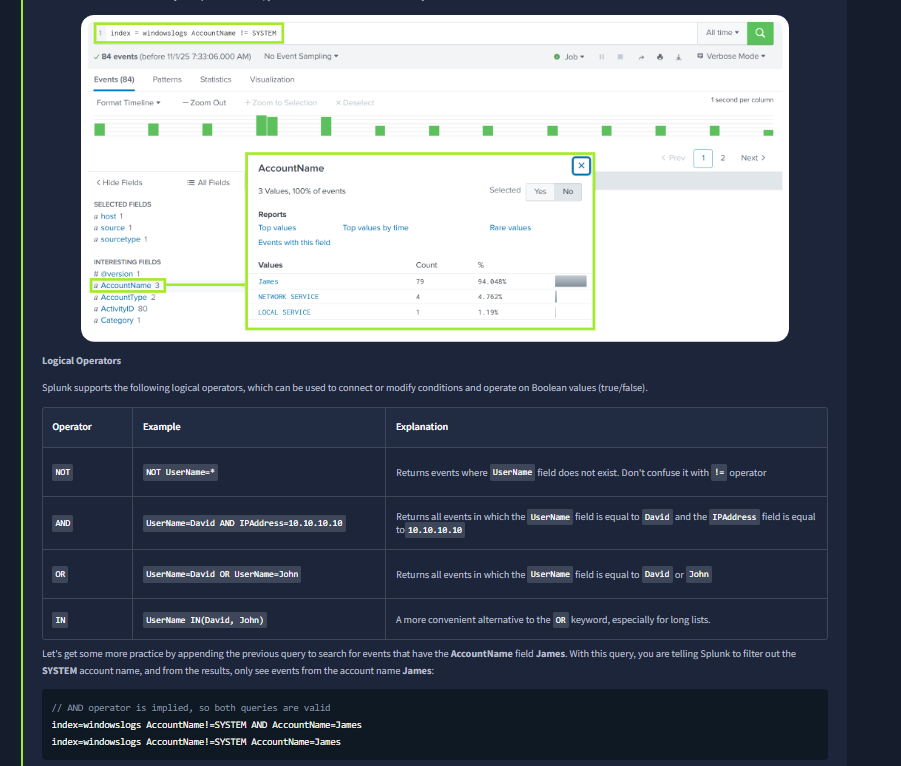 1 index = windowslogs AccountName != SYSTEM
All time
✓ 84 events (before 11/1/25 7:33:06.000 AM) No Event Sampling
Job
Verbose Mode
Events (84) Patterns Statistics Visualization
Format Timeline — Zoom Out + Zoom to Selection × Deselect
1 second per column
< Prev 1 2 Next >
< Hide Fields All Fields
SELECTED FIELDS
a host 1
a source 1
a sourcetype 1
INTERESTING FIELDS
# @version 1
a AccountName 3
a AccountType 2
a ActivityID 80
a Category 1
AccountName
3 Values, 100% of events
Selected Yes No
Reports
Top values Top values by time Rare values
Events with this field
Values Count %
James 79 94.048%
NETWORK SERVICE 4 4.762%
LOCAL SERVICE 1 1.19%
Logical Operators
Splunk supports the following logical operators, which can be used to connect or modify conditions and operate on Boolean values (true/false).
Operator Example Explanation
NOT NOT UserName=* Returns events where UserName field does not exist. Don't confuse it with != operator
AND UserName=David AND IPAddress=10.10.10.10 Returns all events in which the UserName field is equal to David and the IPAddress field is equal
to 10.10.10.10
OR UserName=David OR UserName=John Returns all events in which the UserName field is equal to David or John
IN UserName IN(David, John) A more convenient alternative to the OR keyword, especially for long lists.
Let's get some more practice by appending the previous query to search for events that have the AccountName field James. With this query, you are telling Splunk to filter out the
SYSTEM account name, and from the results, only see events from the account name James:
// AND operator is implied, so both queries are valid
index=windowslogs AccountName!=SYSTEM AND AccountName=James
index=windowslogs AccountName!=SYSTEM AccountName=James